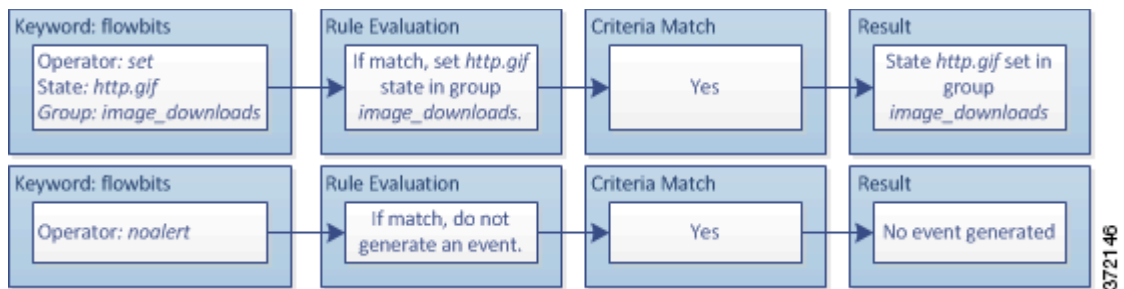 Keyword: flowbits
Operator: set
State: http.gif
Group: image_downloads
Rule Evaluation
If match, set http.gif
state in group
image_downloads.
Criteria Match
Yes
Result
State http.gif set in
group
image_downloads
Keyword: flowbits
Operator: noalert
Rule Evaluation
If match, do not
generate an event.
Criteria Match
Yes
Result
No event generated
372146